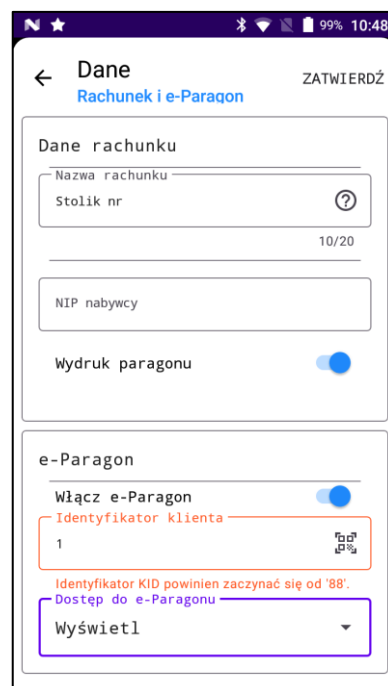 99% 10:48
Dane
ZATWIERDŹ
Rachunek i e-Paragon
Dane rachunku
Nazwa rachunku
Stolik nr
10/20
NIP nabywcy
Wydruk paragonu
e-Paragon
Włącz e-Paragon
Identyfikator klienta
1
Identyfikator KID powinien zaczynać się od '88'.
Dostęp do e-Paragonu
Wyświetl